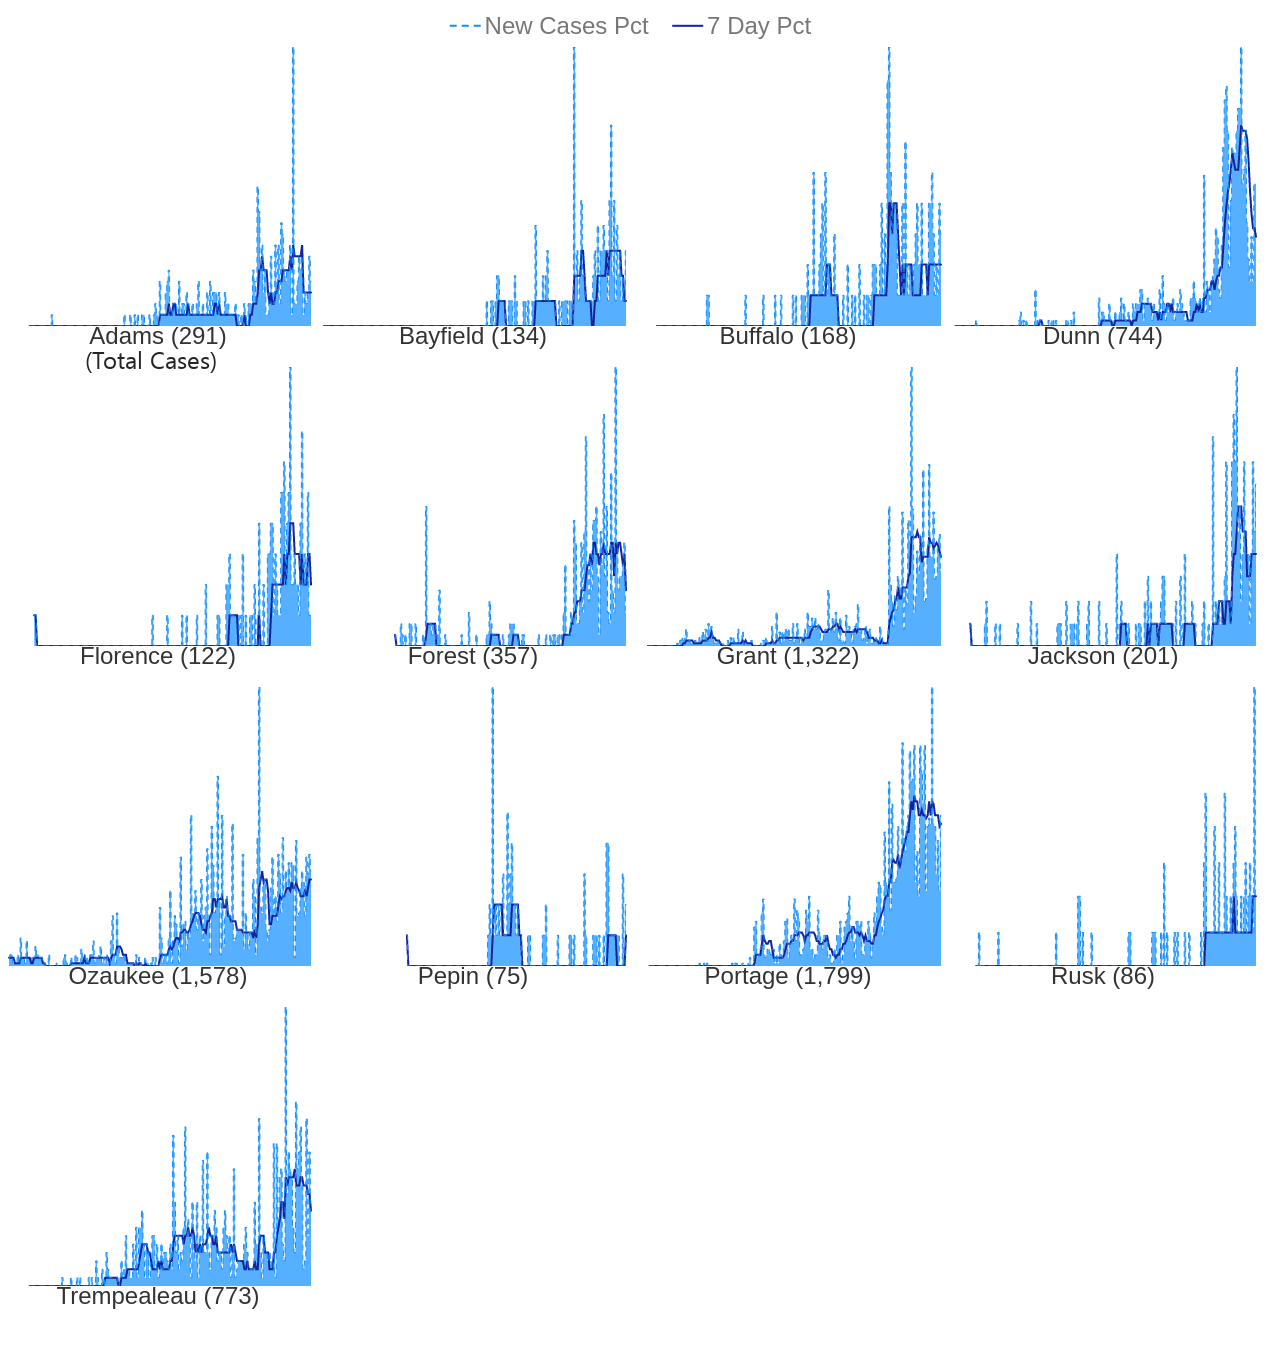 New Cases Pct 7 Day Pct
Adams (291) Bayfield (134) Buffalo (168) Dunn (744)
(Total Cases)
Florence (122) Forest (357) Grant (1,322) Jackson (201)
Ozaukee (1,578) Pepin (75) Portage (1,799) Rusk (86)
Trempealeau (773)